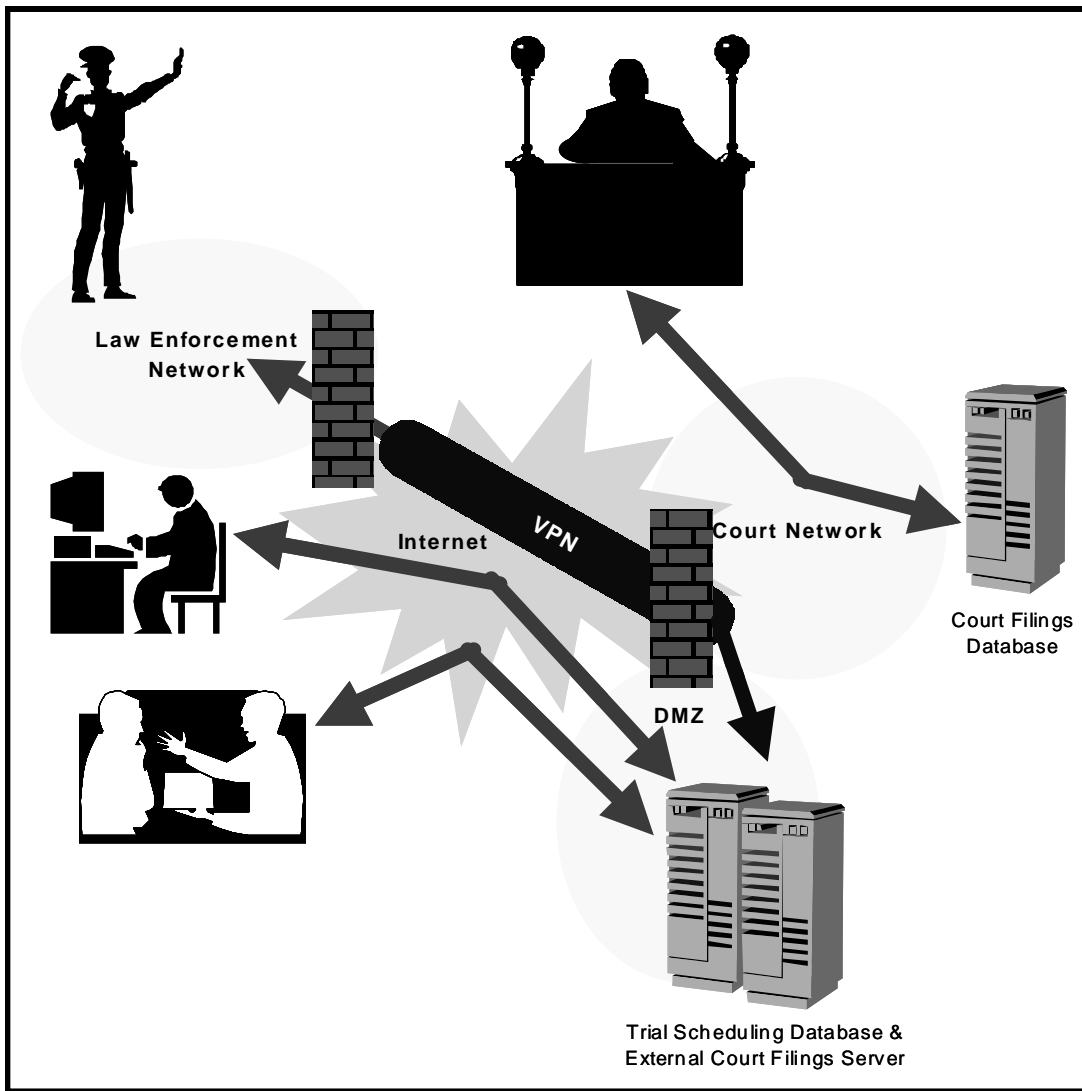 Law Enforcement
Network
Internet
VPN
Court Network
Court Filings
Database
DMZ
Trial Scheduling Database &
External Court Filings Server